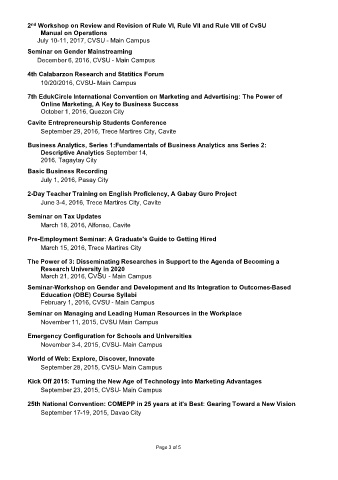 2nd Workshop on Review and Revision of Rule VI, Rule VII and Rule VIII of CvSU
Manual on Operations
July 10-11, 2017, CVSU - Main Campus
Seminar on Gender Mainstreaming
December 6, 2016, CVSU - Main Campus
4th Calabarzon Research and Statitics Forum
10/20/2016, CVSU- Main Campus
7th EdukCircle International Convention on Marketing and Advertising: The Power of
Online Marketing, A Key to Business Success
October 1, 2016, Quezon City
Cavite Entrepreneurship Students Conference
September 29, 2016, Trece Martires City, Cavite
Business Analytics, Series 1:Fundamentals of Business Analytics ans Series 2:
Descriptive Analytics September 14,
2016, Tagaytay City
Basic Business Recording
July 1, 2016, Pasay City
2-Day Teacher Training on English Proficiency, A Gabay Guro Project
June 3-4, 2016, Trece Martires City, Cavite
Seminar on Tax Updates
March 18, 2016, Alfonso, Cavite
Pre-Employment Seminar: A Graduate's Guide to Getting Hired
March 15, 2016, Trece Martires City
The Power of 3: Disseminating Researches in Support to the Agenda of Becoming a
Research University in 2020
March 21, 2016, CVSU - Main Campus
Seminar-Workshop on Gender and Development and Its Integration to Outcomes-Based
Education (OBE) Course Syllabi
February 1, 2016, CVSU - Main Campus
Seminar on Managing and Leading Human Resources in the Workplace
November 11, 2015, CVSU Main Campus
Emergency Configuration for Schools and Universities
November 3-4, 2015, CVSU- Main Campus
World of Web: Explore, Discover, Innovate
September 28, 2015, CVSU- Main Campus
Kick Off 2015: Turning the New Age of Technology into Marketing Advantages
September 23, 2015, CVSU- Main Campus
25th National Convention: COMEPP in 25 years at it's Best: Gearing Toward a New Vision
September 17-19, 2015, Davao City
Page 3 of 5